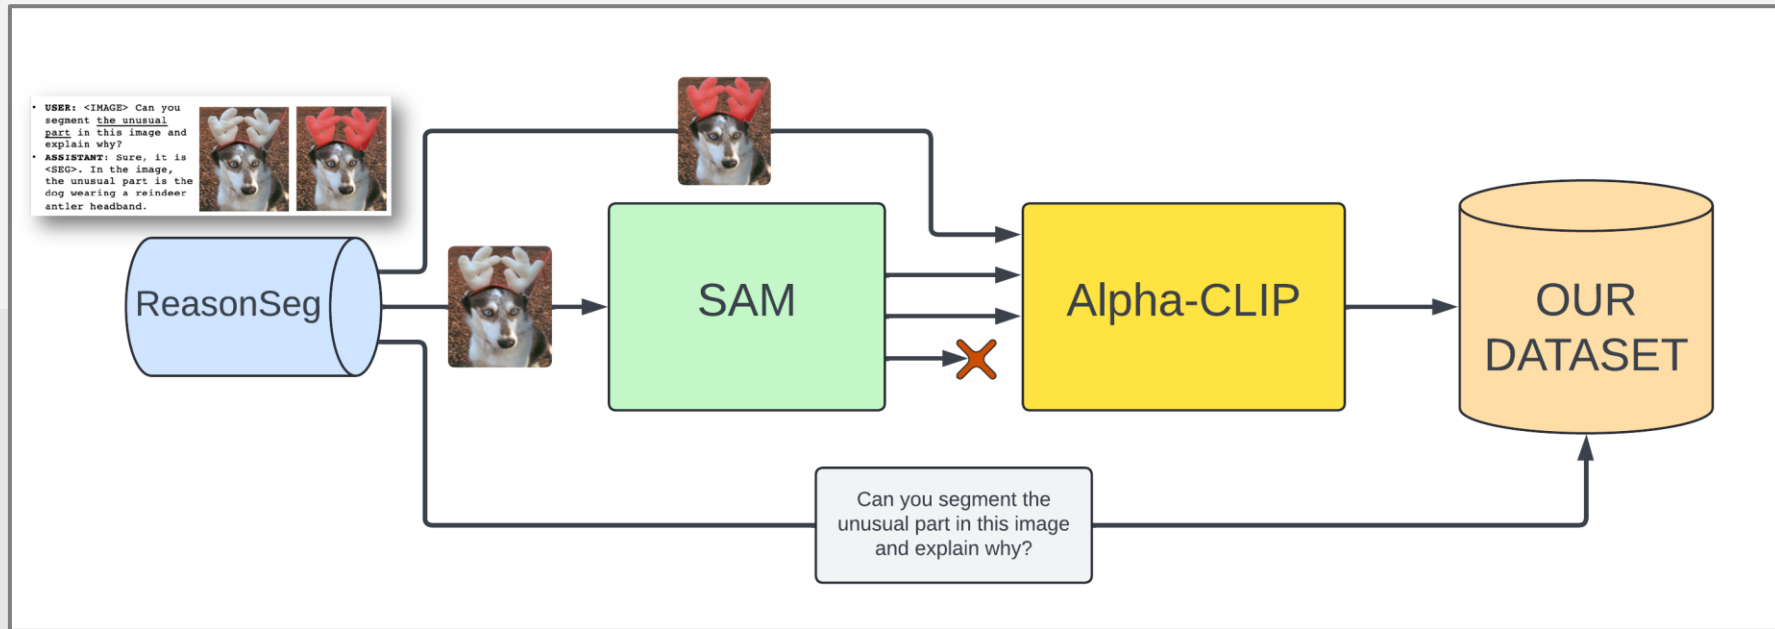 • USER: <IMAGE> Can you
segment the unusual
part in this image and
explain why?
• ASSISTANT: Sure, it is
<SEG>. In the image,
the unusual part is the
dog wearing a reindeer
antler headband.
ReasonSeg
SAM
Alpha-CLIP
OUR
DATASET
Can you segment the
unusual part in this image
and explain why?